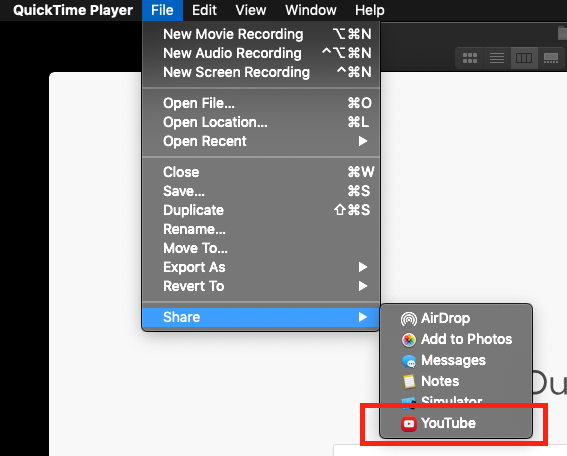 QuickTime Player File Edit View Window Help
New Movie Recording ⌥⌘N
New Audio Recording ^⌥⌘N
New Screen Recording ^⌘N
Open File... ⌘O
Open Location... ⌘L
Open Recent
Close ⌘W
Save... ⌘S
Duplicate ⇧⌘S
Rename...
Move To...
Export As
Revert To
Share
AirDrop
Add to Photos
Messages
Notes
Simulator
YouTube
Qu